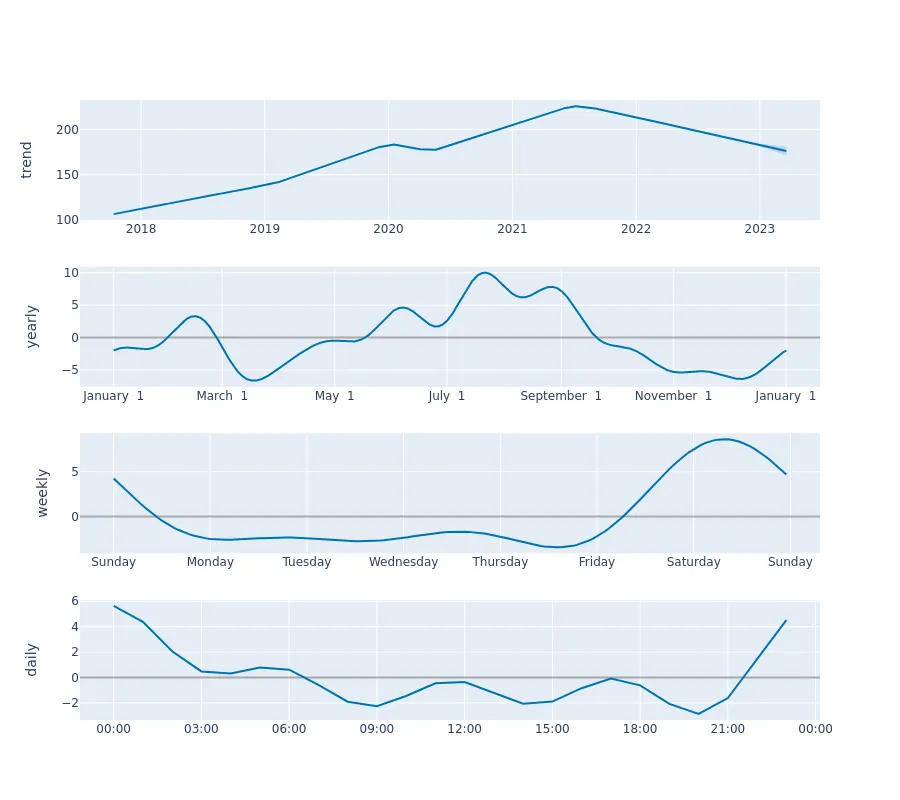 trend
200
150
100
2018 2019 2020 2021 2022 2023
yearly
10
5
0
−5
January 1 March 1 May 1 July 1 September 1 November 1 January 1
weekly
5
0
Sunday Monday Tuesday Wednesday Thursday Friday Saturday Sunday
daily
6
4
2
0
−2
00:00 03:00 06:00 09:00 12:00 15:00 18:00 21:00 00:00